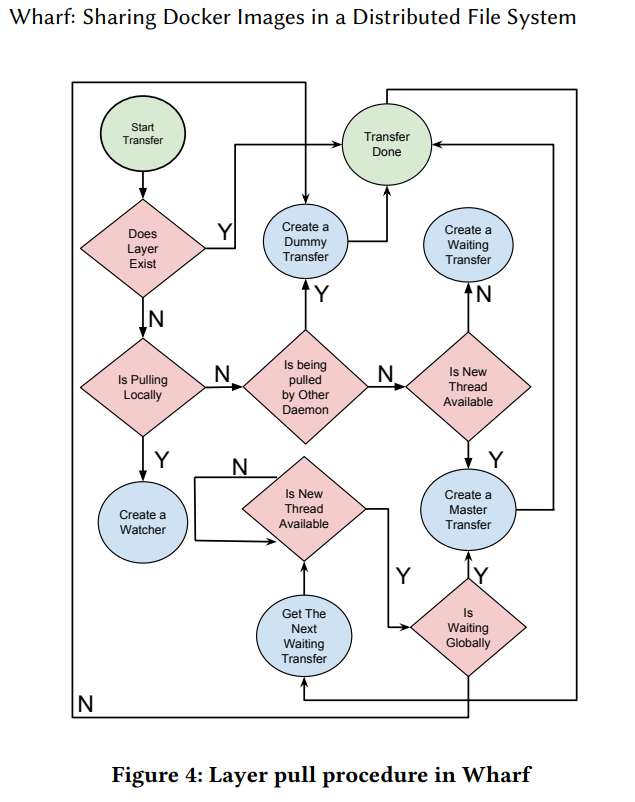 Wharf: Sharing Docker Images in a Distributed File System
Start
Transfer
Transfer
Done
Does
Layer
Exist
Y
Create a
Dummy
Transfer
Create a
Waiting
Transfer
N
Y
N
Is Pulling
Locally
N
Is being
pulled
by Other
Daemon
N
Is New
Thread
Available
Y
Y
Create a
Watcher
N
Is New
Thread
Available
Create a
Master
Transfer
Y
Y
Get The
Next
Waiting
Transfer
Is
Waiting
Globally
N
Figure 4: Layer pull procedure in Wharf